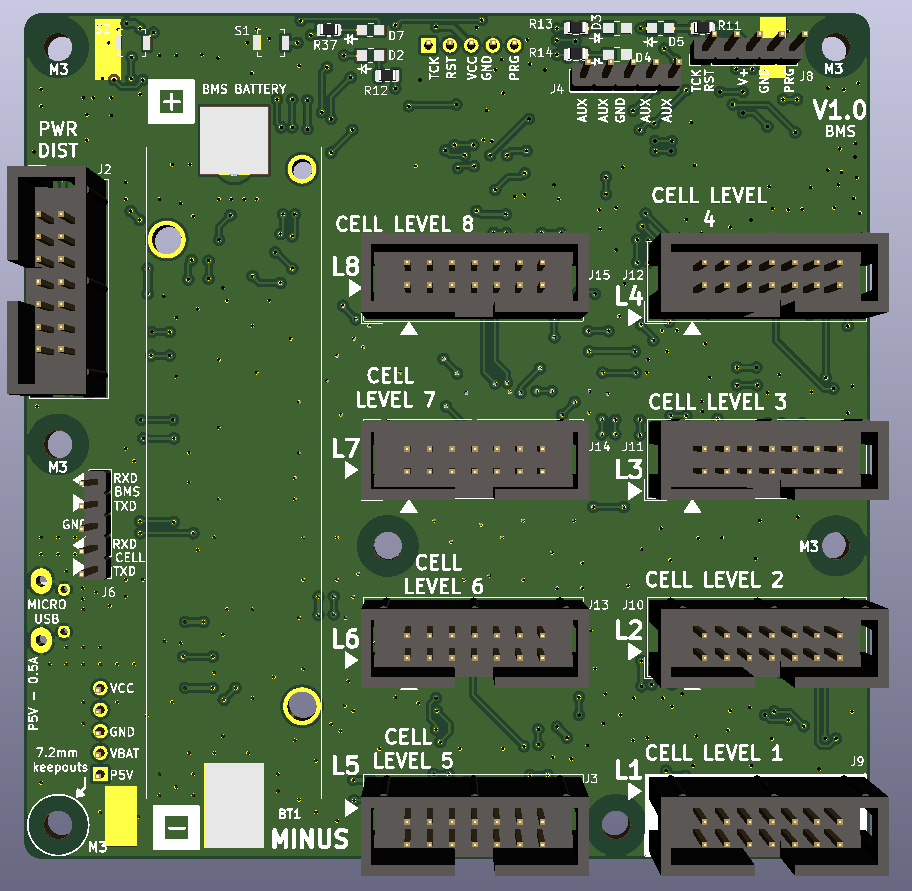 S2
S1
R37
D7
D2
R12
TCK
RST
VCC
GND
PRG
R13
D3
R14
D4
D5
R11
J4
AUX
AUX
GND
AUX
AUX
TCK
RST
V+
GND
PRG
J8
M3
M3
BMS BATTERY
+
V1.0
BMS
PWR
DIST
J2
CELL LEVEL 8
L8
J15
CELL LEVEL
4
J12
L4
CELL
LEVEL 7
L7
J14
CELL LEVEL 3
J11
L3
M3
RXD
BMS
TXD
GND
RXD
CELL
TXD
J6
M3
CELL
LEVEL 6
L6
J13
CELL LEVEL 2
J10
L2
MICRO
USB
P5V - 0.5A
VCC
GND
VBAT
P5V
7.2mm
keepouts
M3
CELL
LEVEL 5
L5
J3
CELL LEVEL 1
L1
J9
BT1
MINUS
-